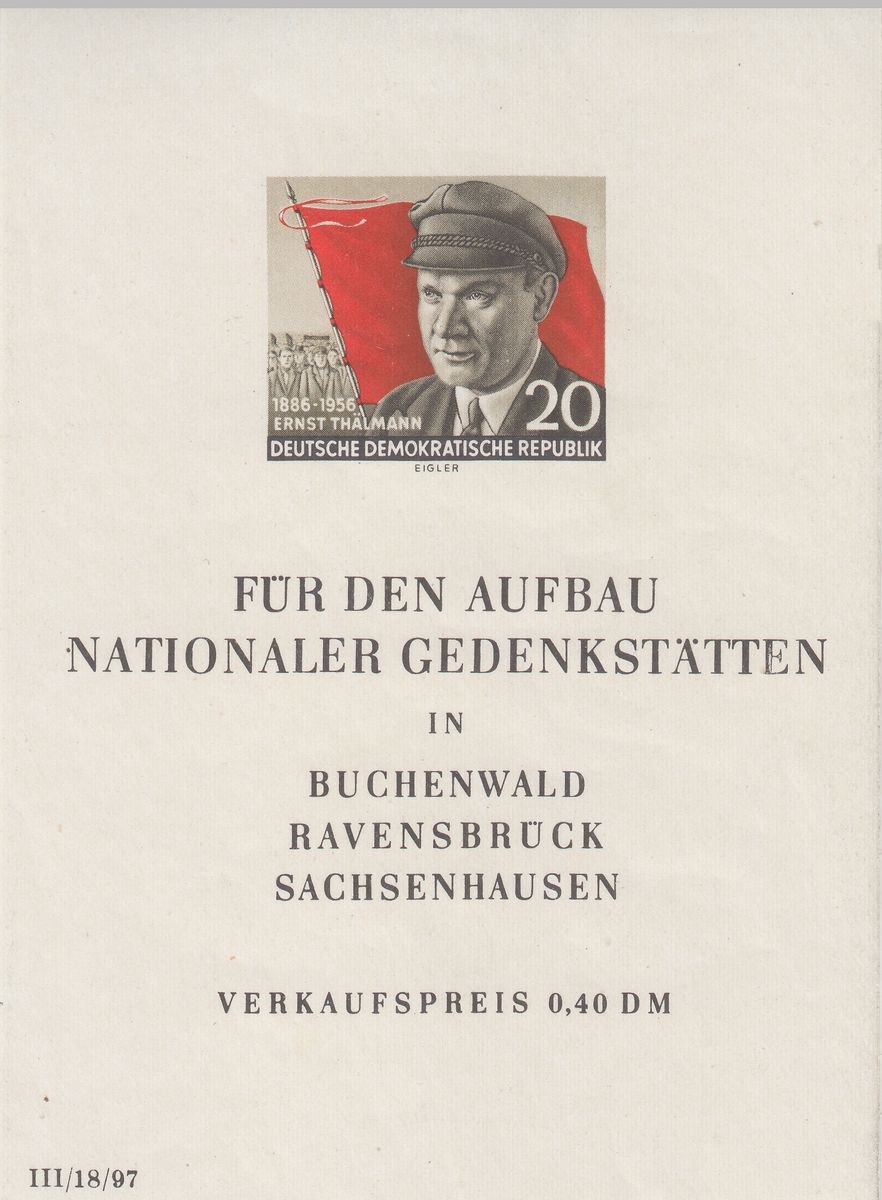 1886-1956
ERNST THÄLMANN
20
DEUTSCHE DEMOKRATISCHE REPUBLIK
EIGLER
FÜR DEN AUFBAU
NATIONALER GEDENKSTÄTTEN
IN
BUCHENWALD
RAVENSBRÜCK
SACHSENHAUSEN
VERKAUFSPREIS 0,40 DM
III/18/97